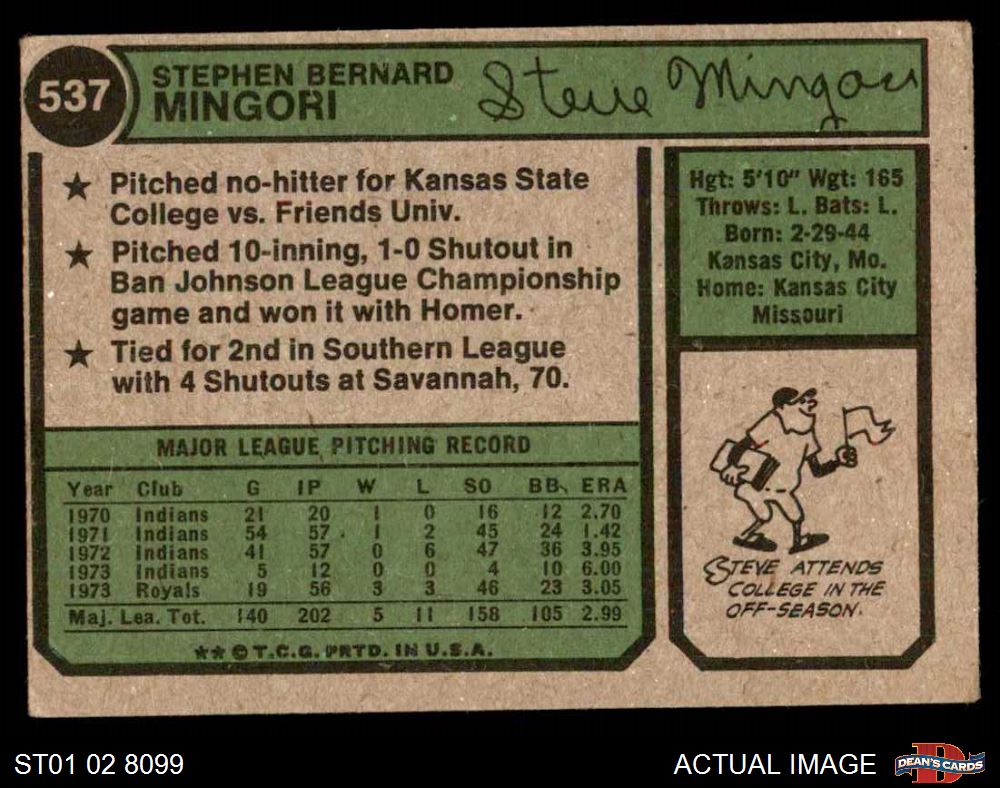 537
STEPHEN BERNARD
MINGORI
Steve Mingori
★ Pitched no-hitter for Kansas State
College vs. Friends Univ.
★ Pitched 10-inning, 1-0 Shutout in
Ban Johnson League Championship
game and won it with Homer.
★ Tied for 2nd in Southern League
with 4 Shutouts at Savannah, 70.
Hgt: 5'10" Wgt: 165
Throws: L. Bats: L.
Born: 2-29-44
Kansas City, Mo.
Home: Kansas City
Missouri
MAJOR LEAGUE PITCHING RECORD
Year Club G IP W L SO BB ERA
1970 Indians 21 20 1 0 16 12 2.70
1971 Indians 54 57 1 2 45 24 1.42
1972 Indians 41 57 0 6 47 36 3.95
1973 Indians 5 12 0 0 4 10 6.00
1973 Royals 19 56 3 3 46 23 3.05
Maj. Lea. Tot. 140 202 5 11 158 105 2.99
★★ © T.C.G. PRTD. IN U.S.A.
STEVE ATTENDS
COLLEGE IN THE
OFF-SEASON.
ST01 02 8099
ACTUAL IMAGE
DEAN'S CARDS